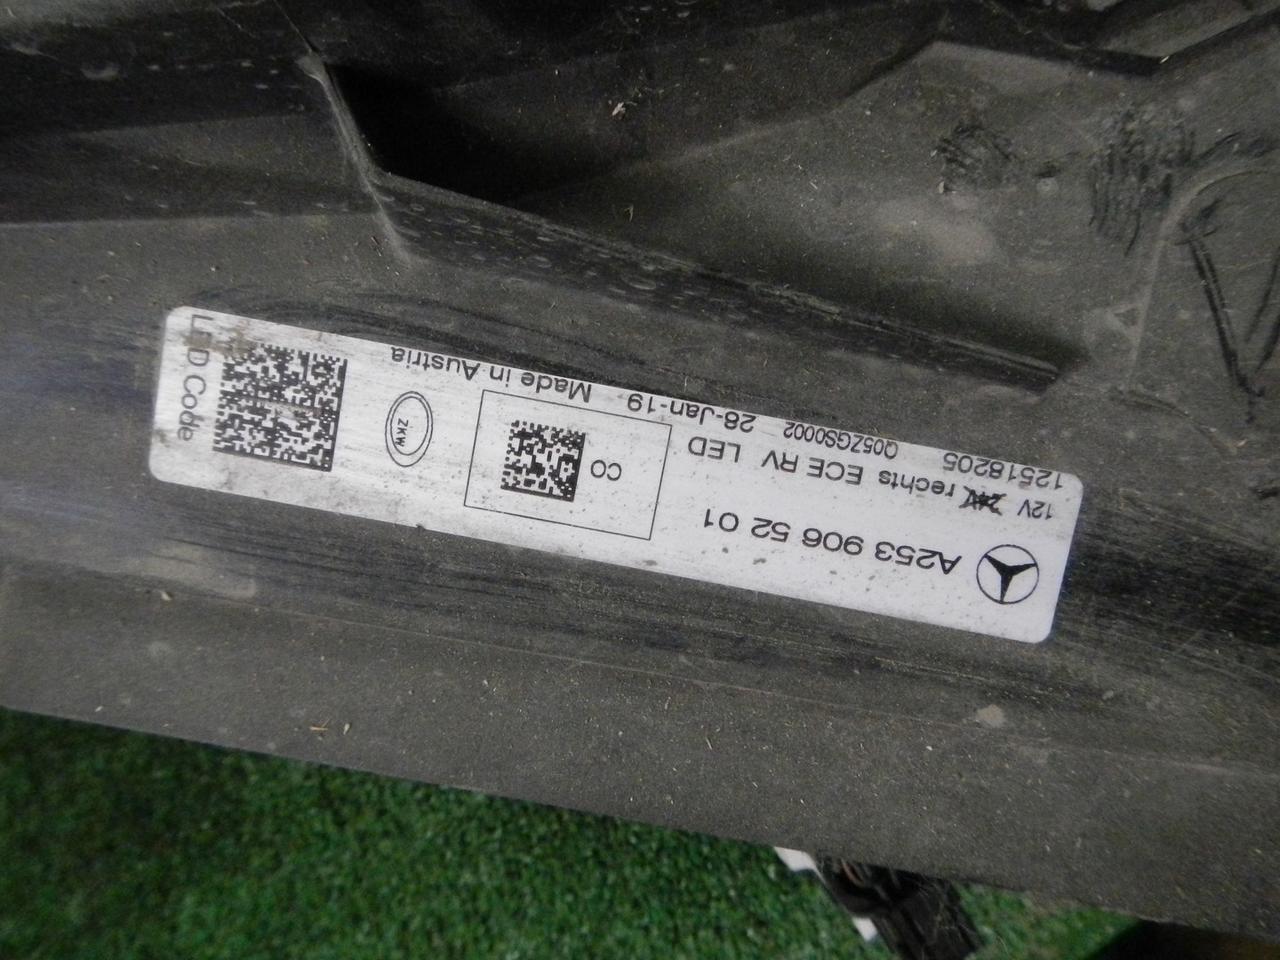 A253 906 52 01
12V 24V rechts ECE RV LED
12518205 Q05ZGS0002 28-Jan-19 Made in Austria
CO
ZKW
LED Code